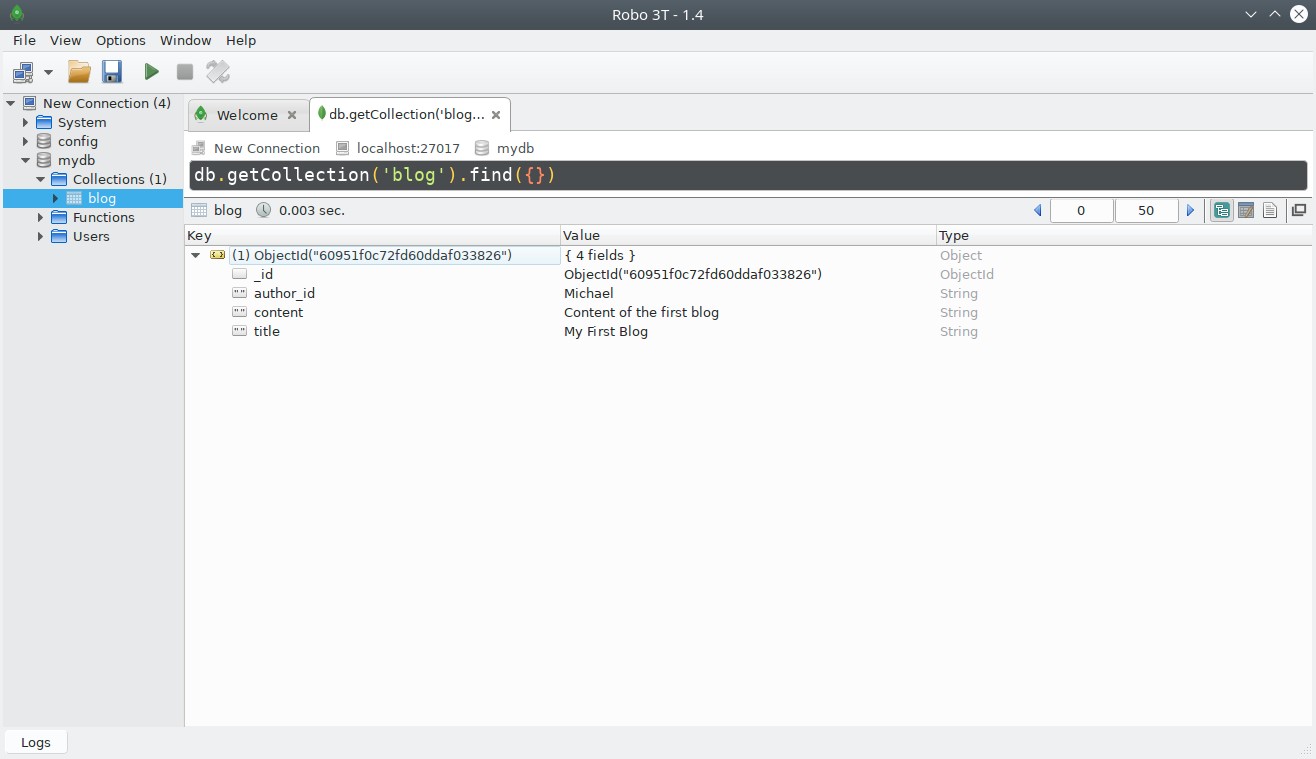 Robo 3T - 1.4
File View Options Window Help
New Connection (4)
System
config
mydb
Collections (1)
blog
Functions
Users
Welcome
db.getCollection('blog...
New Connection localhost:27017 mydb
db.getCollection('blog').find({})
blog 0.003 sec. 0 50
Key Value Type
(1) ObjectId("60951f0c72fd60ddaf033826") { 4 fields } Object
_id ObjectId("60951f0c72fd60ddaf033826") ObjectId
author_id Michael String
content Content of the first blog String
title My First Blog String
Logs